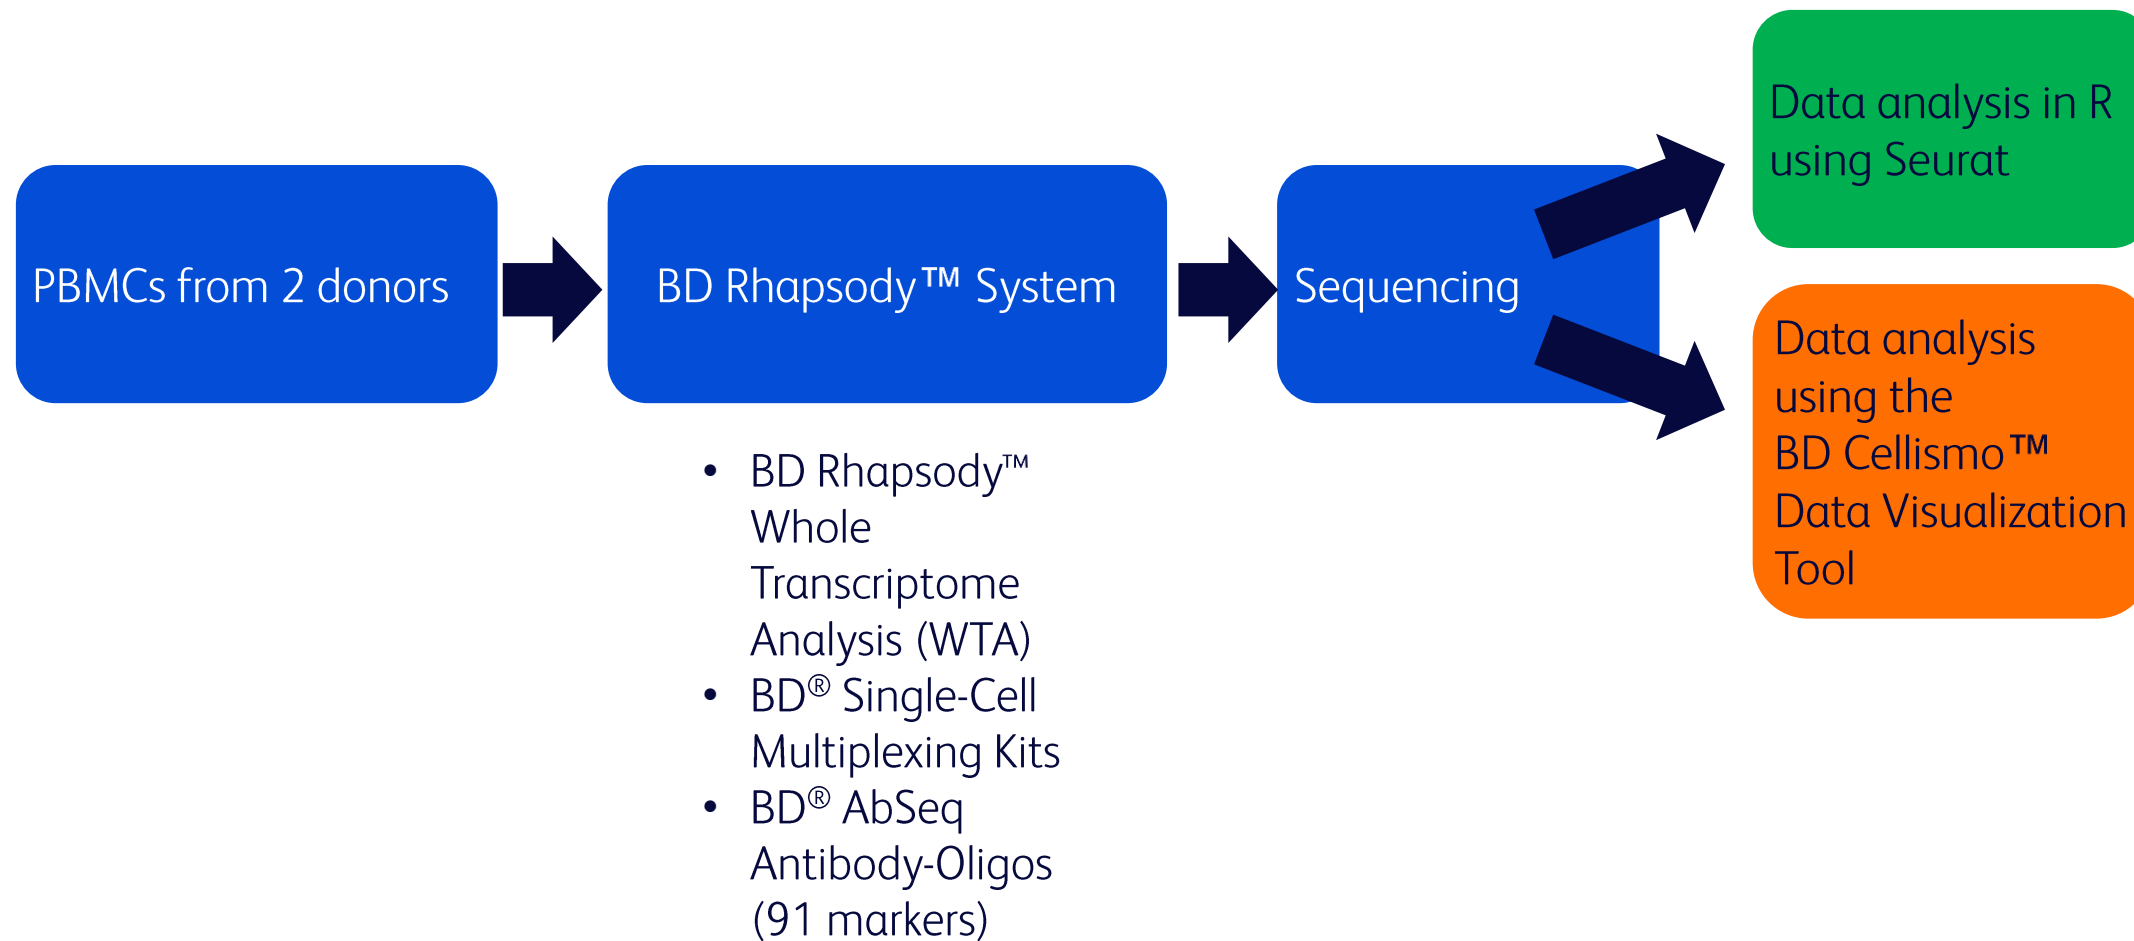 PBMCs from 2 donors
BD Rhapsody™ System
• BD Rhapsody™
Whole
Transcriptome
Analysis (WTA)
• BD® Single-Cell
Multiplexing Kits
• BD® AbSeq
Antibody-Oligos
(91 markers)
Sequencing
Data analysis in R
using Seurat
Data analysis
using the
BD Cellismo™
Data Visualization
Tool